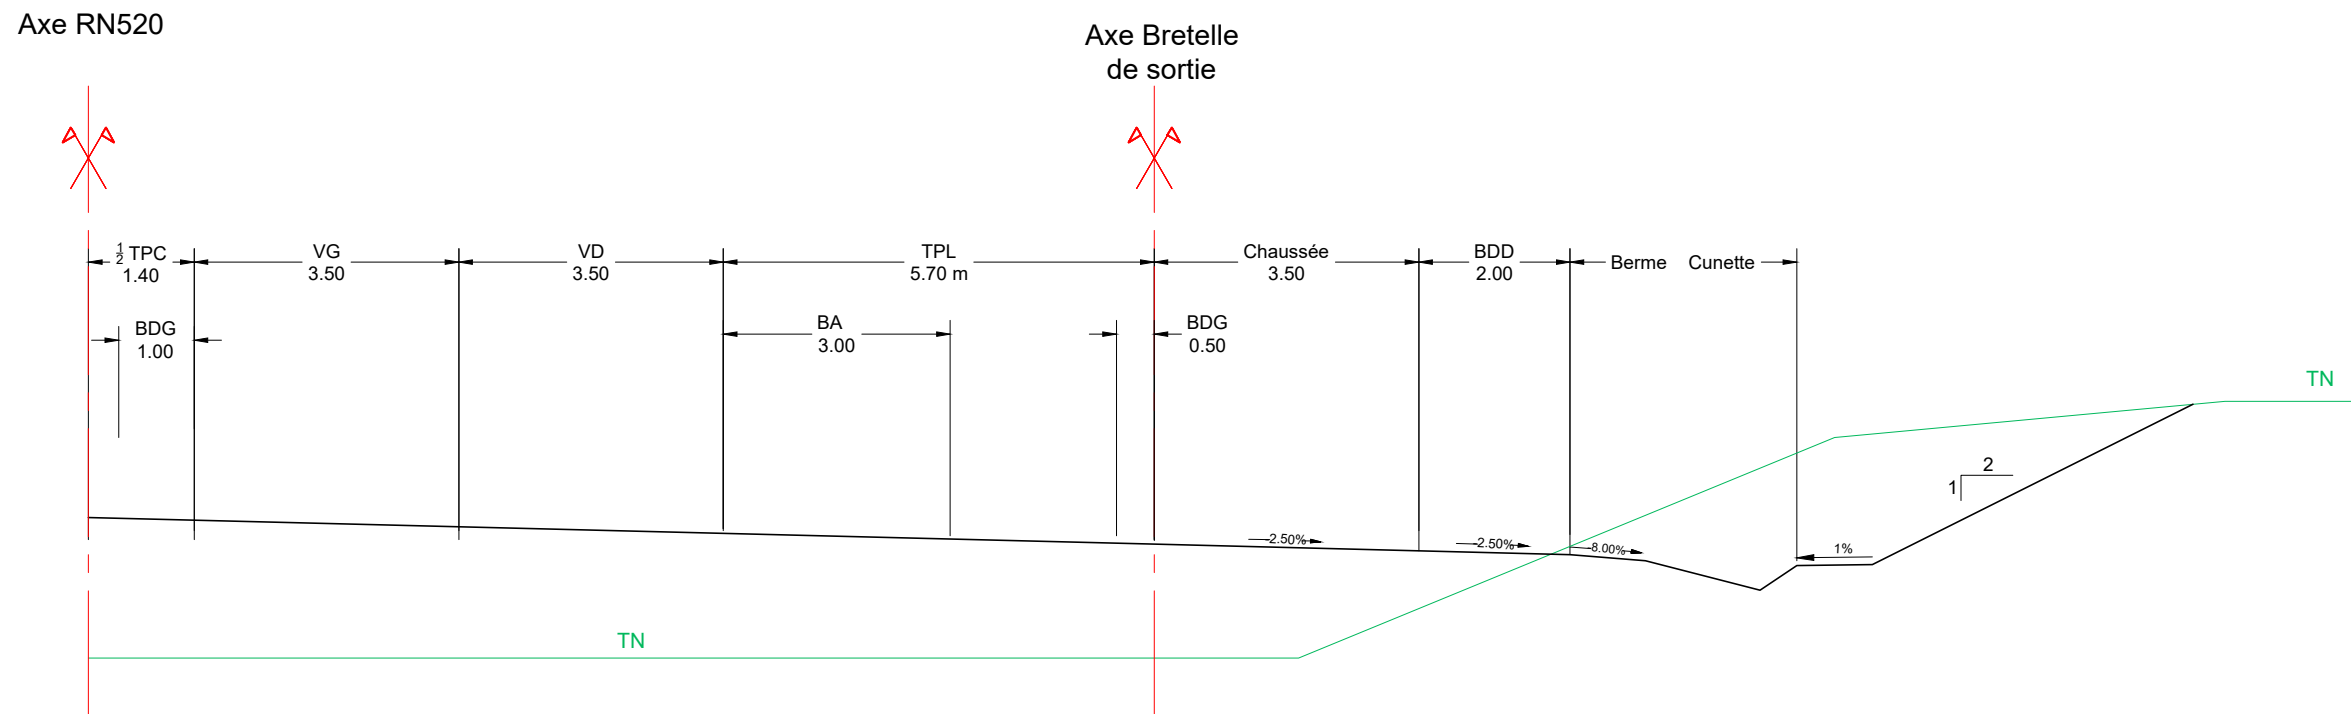 Axe RN520
Axe Bretelle
de sortie
1/2 TPC
1.40
VG
3.50
VD
3.50
TPL
5.70 m
Chaussée
3.50
BDD
2.00
Berme
Cunette
BDG
1.00
BA
3.00
BDG
0.50
TN
2
1
-2.50%
-2.50%
-8.00%
1%
TN